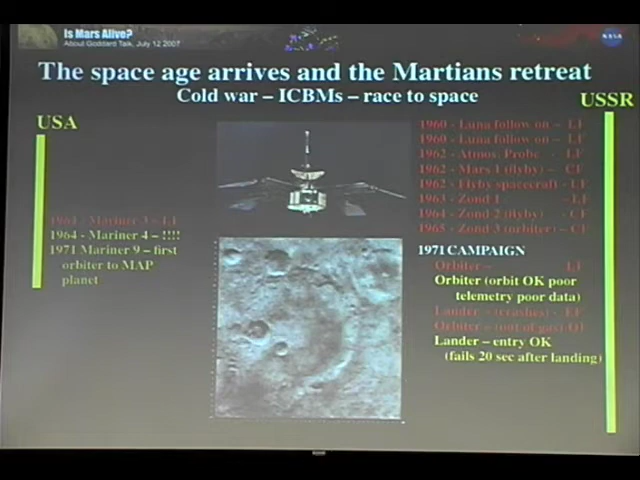 Is Mars Alive?
About Goddard Talk, July 12 2007
NASA
The space age arrives and the Martians retreat
Cold war – ICBMs – race to space
USA
USSR
1964 - Mariner 3 – LF
1964 - Mariner 4 – !!!!
1971 Mariner 9 – first
orbiter to MAP
planet
1960 - Luna follow on – LF
1960 - Luna follow on – LF
1962 - Atmos. Probe - LF
1962 - Mars 1 (flyby) – CF
1962 - Flyby spacecraft - LF
1963 - Zond 1 - LF
1964 - Zond 2 (flyby) - CF
1965 - Zond 3 (orbiter) – CF
1971 CAMPAIGN
Orbiter – LF
Orbiter (orbit OK poor
telemetry poor data)
Lander – (crashes) - EF
Orbiter – (out of gas)
Lander – entry OK
(fails 20 sec after landing)